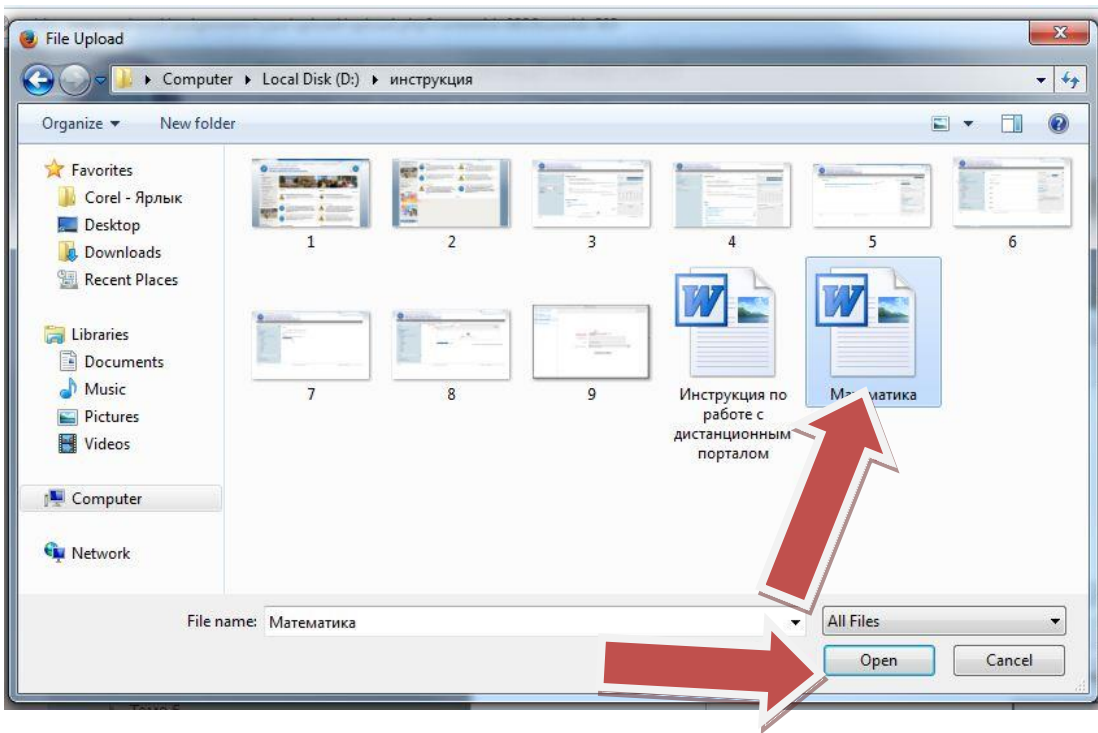 File Upload
Computer ▸ Local Disk (D:) ▸ инструкция
Organize New folder
Favorites
Corel - Ярлык
Desktop
Downloads
Recent Places
Libraries
Documents
Music
Pictures
Videos
Computer
Network
1 2 3 4 5 6
7 8 9
Инструкция по
работе с
дистанционным
порталом
File name: Математика
All Files
Open Cancel